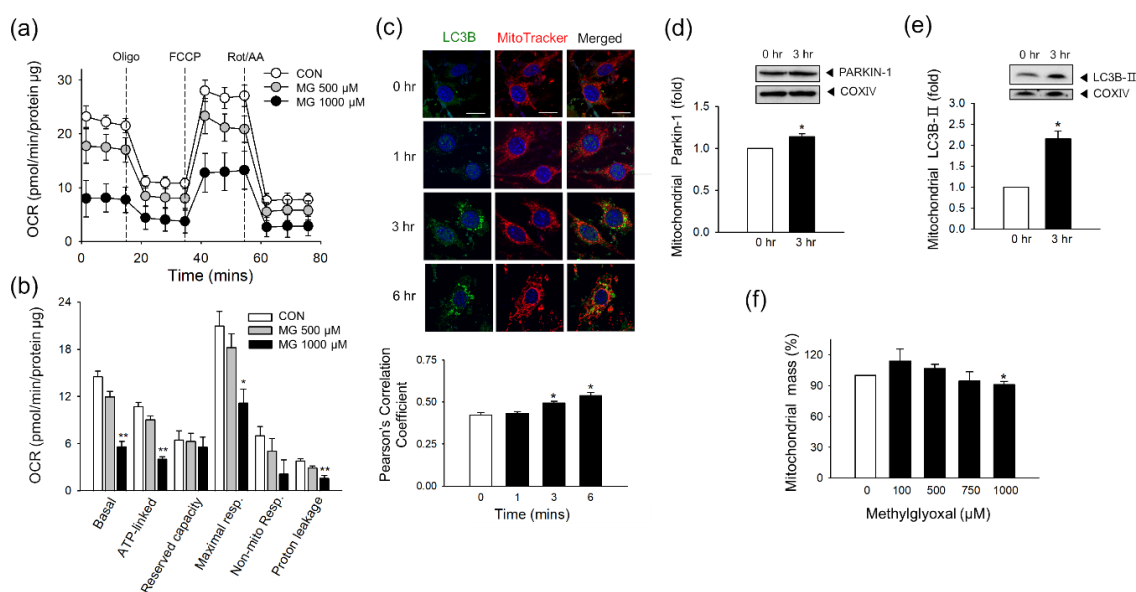 (a)
Oligo FCCP Rot/AA
CON
MG 500 µM
MG 1000 µM
OCR (pmol/min/protein µg)
30
20
10
0
0 20 40 60 80
Time (mins)
(b)
CON
MG 500 µM
MG 1000 µM
OCR (pmol/min/protein µg)
24
18
12
6
0
** ** * **
Basal
ATP-linked
Reserved capacity
Maximal resp.
Non-mito Resp.
Proton leakage
(c)
LC3B MitoTracker Merged
0 hr
1 hr
3 hr
6 hr
Pearson's Correlation
Coefficient
0.75
0.50
0.25
0.00
* *
0 1 3 6
Time (mins)
(d)
0 hr 3 hr
PARKIN-1
COXIV
Mitochondrial Parkin-1 (fold)
1.5
1.0
0.5
0.0
*
0 hr 3 hr
(e)
0 hr 3 hr
LC3B-II
COXIV
Mitochondrial LC3B-II (fold)
3.0
2.5
2.0
1.5
1.0
0.5
0.0
*
0 hr 3 hr
(f)
Mitochondrial mass (%)
120
90
60
30
0
*
0 100 500 750 1000
Methylglyoxal (µM)